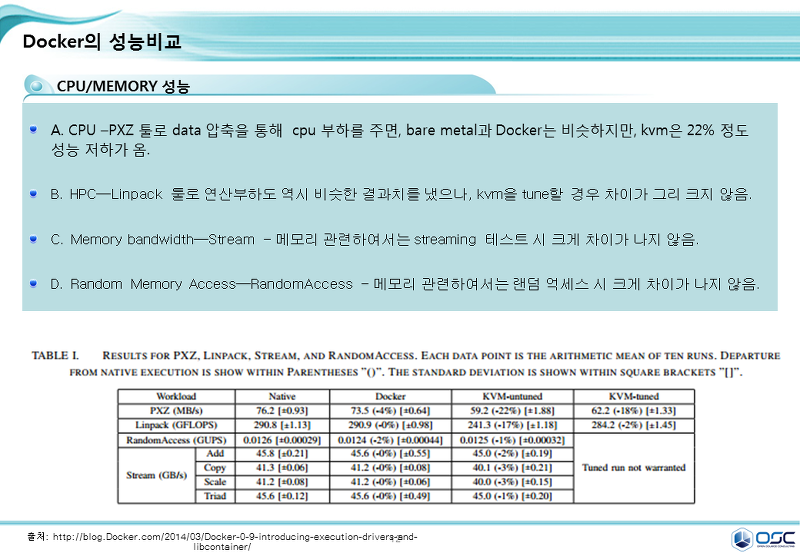 Docker의 성능비교
CPU/MEMORY 성능
A. CPU –PXZ 툴로 data 압축을 통해 cpu 부하를 주면, bare metal과 Docker는 비슷하지만, kvm은 22% 정도
성능 저하가 옴.
B. HPC—Linpack 툴로 연산부하도 역시 비슷한 결과치를 냈으나, kvm을 tune할 경우 차이가 그리 크지 않음.
C. Memory bandwidth—Stream – 메모리 관련하여서는 streaming 테스트 시 크게 차이가 나지 않음.
D. Random Memory Access—RandomAccess – 메모리 관련하여서는 랜덤 억세스 시 크게 차이가 나지 않음.
TABLE I. RESULTS FOR PXZ, LINPACK, STREAM, AND RANDOMACCESS. EACH DATA POINT IS THE ARITHMETIC MEAN OF TEN RUNS. DEPARTURE
FROM NATIVE EXECUTION IS SHOW WITHIN PARENTHESES "()". THE STANDARD DEVIATION IS SHOWN WITHIN SQUARE BRACKETS "[]".
Workload Native Docker KVM-untuned KVM-tuned
PXZ (MB/s) 76.2 [±0.93] 73.5 (-4%) [±0.64] 59.2 (-22%) [±1.88] 62.2 (-18%) [±1.33]
Linpack (GFLOPS) 290.8 [±1.13] 290.9 (-0%) [±0.98] 241.3 (-17%) [±1.18] 284.2 (-2%) [±1.45]
RandomAccess (GUPS) 0.0126 [±0.00029] 0.0124 (-2%) [±0.00044] 0.0125 (-1%) [±0.00032]
Add 45.8 [±0.21] 45.6 (-0%) [±0.55] 45.0 (-2%) [±0.19]
Copy 41.3 [±0.06] 41.2 (-0%) [±0.08] 40.1 (-3%) [±0.21]
Stream (GB/s) Tuned run not warranted
Scale 41.2 [±0.08] 41.2 (-0%) [±0.06] 40.0 (-3%) [±0.15]
Triad 45.6 [±0.12] 45.6 (-0%) [±0.49] 45.0 (-1%) [±0.20]
출처: http://blog.Docker.com/2014/03/Docker-0-9-introducing-execution-drivers-and-
libcontainer/
OSC